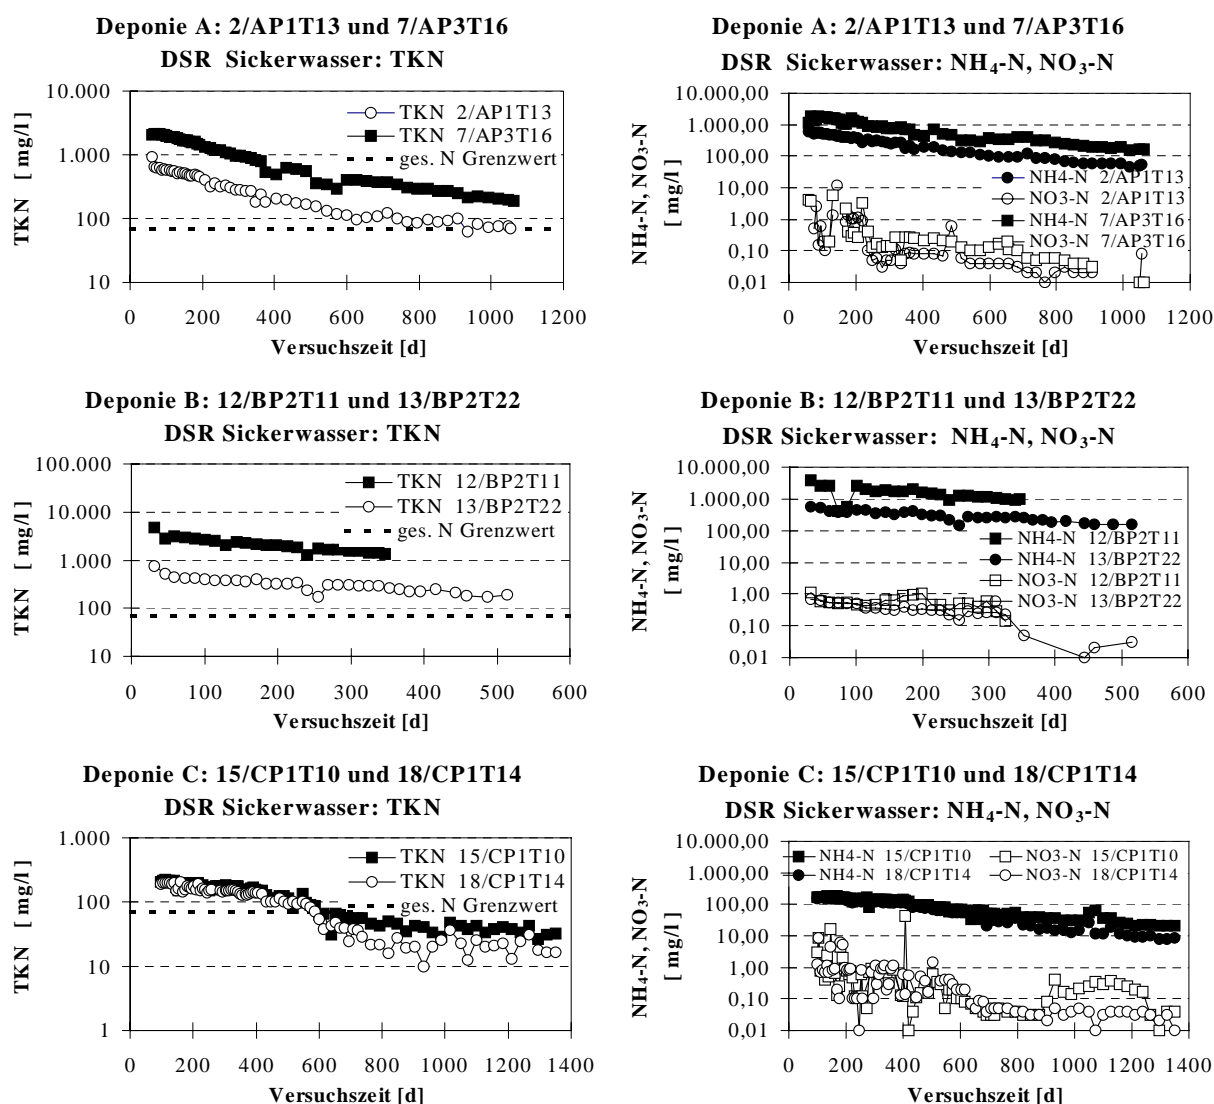 Deponie A: 2/AP1T13 und 7/AP3T16
DSR Sickerwasser: TKN
TKN [ mg/l]
10.000
1.000
100
10
TKN 2/AP1T13
TKN 7/AP3T16
ges. N Grenzwert
0 200 400 600 800 1000 1200
Versuchszeit [d]
Deponie A: 2/AP1T13 und 7/AP3T16
DSR Sickerwasser: NH₄-N, NO₃-N
NH₄-N, NO₃-N
[ mg/l]
10.000,00
1.000,00
100,00
10,00
1,00
0,10
0,01
NH4-N 2/AP1T13
NO3-N 2/AP1T13
NH4-N 7/AP3T16
NO3-N 7/AP3T16
0 200 400 600 800 1000 1200
Versuchszeit [d]
Deponie B: 12/BP2T11 und 13/BP2T22
DSR Sickerwasser: TKN
TKN [ mg/l]
100.000
10.000
1.000
100
10
TKN 12/BP2T11
TKN 13/BP2T22
ges. N Grenzwert
0 100 200 300 400 500 600
Versuchszeit [d]
Deponie B: 12/BP2T11 und 13/BP2T22
DSR Sickerwasser: NH₄-N, NO₃-N
NH₄-N, NO₃-N
[ mg/l]
10.000,00
1.000,00
100,00
10,00
1,00
0,10
0,01
NH4-N 12/BP2T11
NH4-N 13/BP2T22
NO3-N 12/BP2T11
NO3-N 13/BP2T22
0 100 200 300 400 500 600
Versuchszeit [d]
Deponie C: 15/CP1T10 und 18/CP1T14
DSR Sickerwasser: TKN
TKN [ mg/l]
1.000
100
10
1
TKN 15/CP1T10
TKN 18/CP1T14
ges. N Grenzwert
0 200 400 600 800 1000 1200 1400
Versuchszeit [d]
Deponie C: 15/CP1T10 und 18/CP1T14
DSR Sickerwasser: NH₄-N, NO₃-N
NH₄-N, NO₃-N
[ mg/l]
10.000,00
1.000,00
100,00
10,00
1,00
0,10
0,01
NH4-N 15/CP1T10 NO3-N 15/CP1T10
NH4-N 18/CP1T14 NO3-N 18/CP1T14
0 200 400 600 800 1000 1200 1400
Versuchszeit [d]